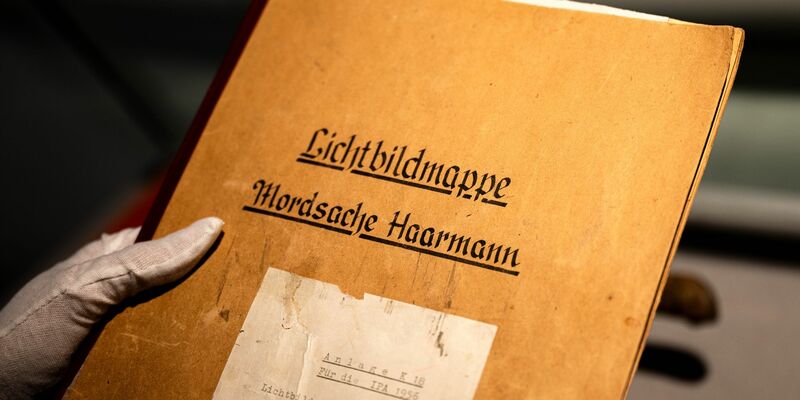 Lichtbildmappe
Mordsache Haarmann
Anlage K 18
Für die IPA 1956